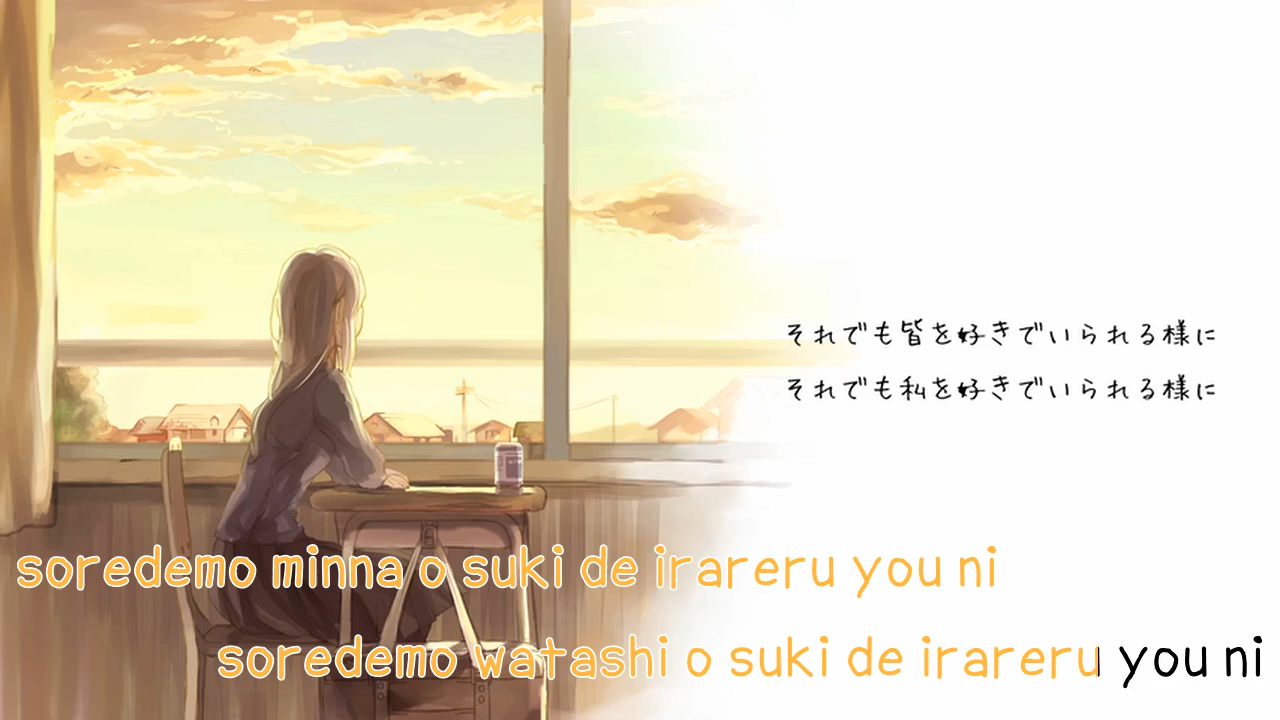 それでも皆を好きでいられる様に
それでも私を好きでいられる様に
soredemo minna o suki de irareru you ni
soredemo watashi o suki de irareru you ni